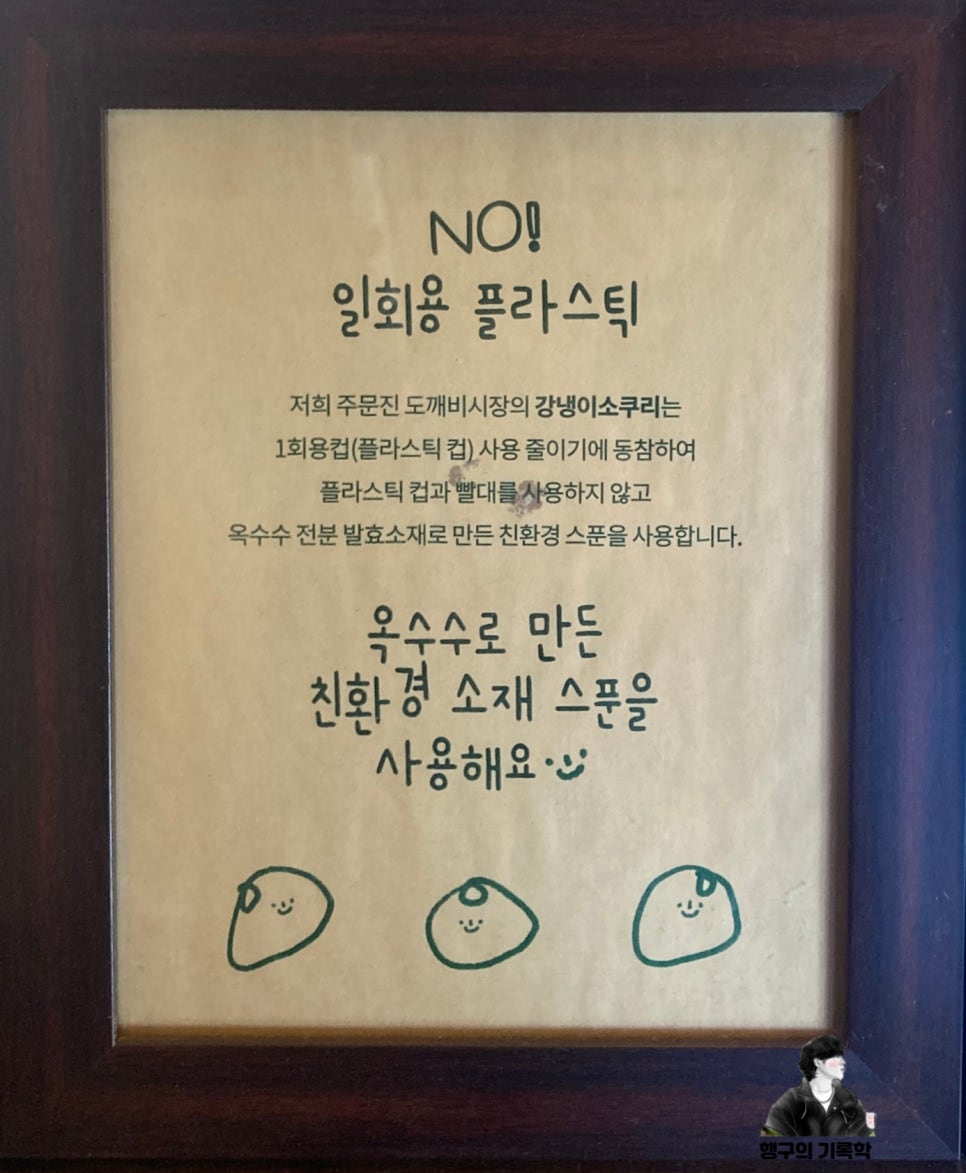 NO!
일회용 플라스틱
저희 주문진 도깨비시장의 강냉이소쿠리는
1회용컵(플라스틱 컵) 사용 줄이기에 동참하여
플라스틱 컵과 빨대를 사용하지 않고
옥수수 전분 발효소재로 만든 친환경 스푼을 사용합니다.
옥수수로 만든
친환경 소재 스푼을
사용해요
행구의 기록학